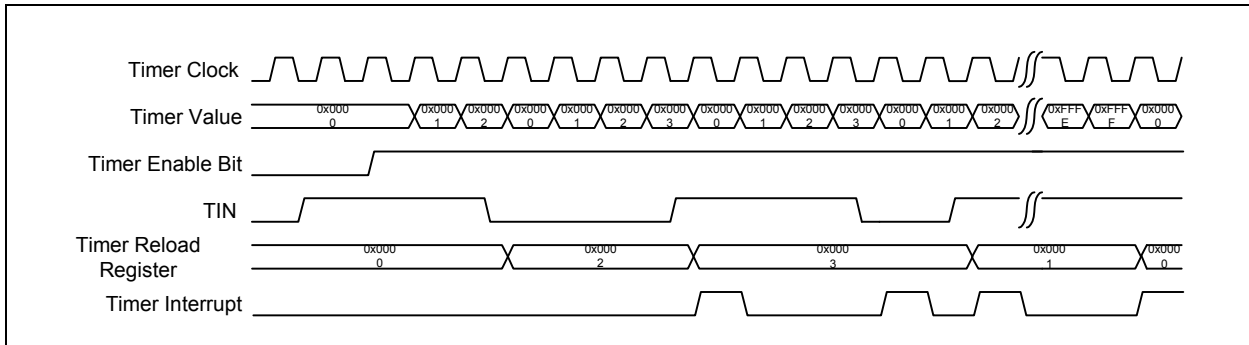 Timer Clock
Timer Value
0x000 0
0x000 1
0x000 2
0x000 0
0x000 1
0x000 2
0x000 3
0x000 0
0x000 1
0x000 2
0x000 3
0x000 0
0x000 1
0x000 2
0xFFF E
0xFFF F
0x000 0
Timer Enable Bit
TIN
Timer Reload
Register
0x000 0
0x000 2
0x000 3
0x000 1
0x000 0
Timer Interrupt